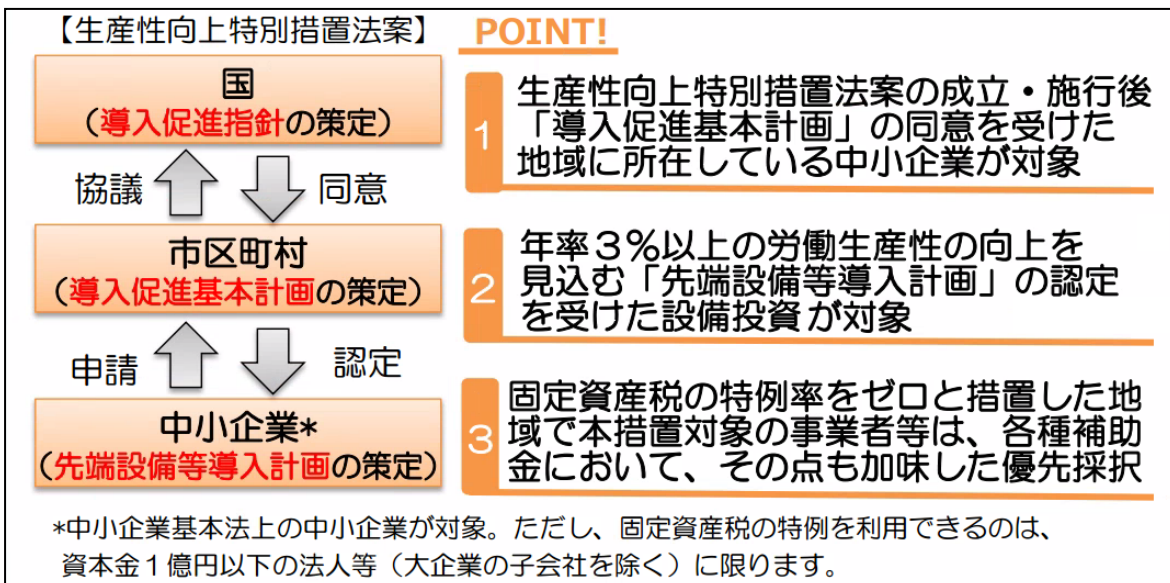 【生産性向上特別措置法案】
国
（導入促進指針の策定）
協議
同意
市区町村
（導入促進基本計画の策定）
申請
認定
中小企業*
（先端設備等導入計画の策定）
POINT!
1
生産性向上特別措置法案の成立・施行後
「導入促進基本計画」の同意を受けた
地域に所在している中小企業が対象
2
年率３％以上の労働生産性の向上を
見込む「先端設備等導入計画」の認定
を受けた設備投資が対象
3
固定資産税の特例率をゼロと措置した地
域で本措置対象の事業者等は、各種補助
金において、その点も加味した優先採択
*中小企業基本法上の中小企業が対象。ただし、固定資産税の特例を利用できるのは、
資本金１億円以下の法人等（大企業の子会社を除く）に限ります。